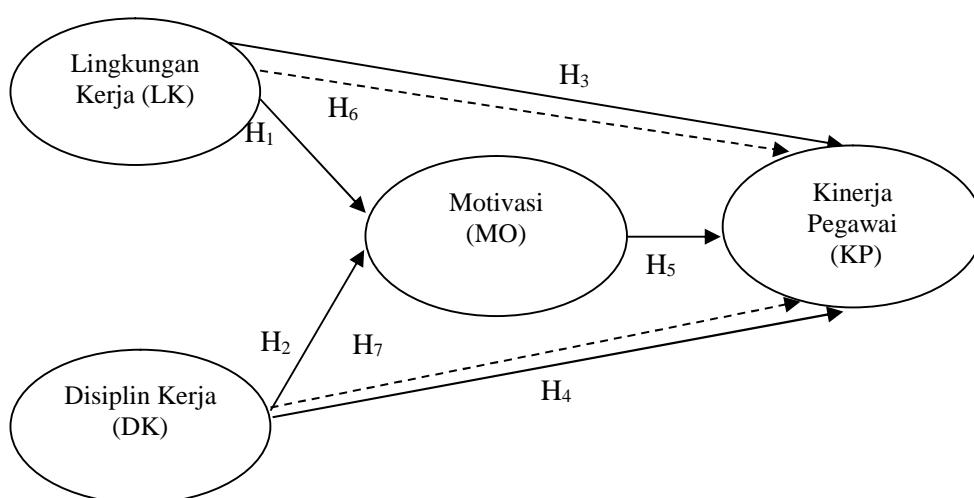 Lingkungan
Kerja (LK)
H3
H6
H1
Motivasi
(MO)
Kinerja
Pegawai
(KP)
H5
H2
H7
H4
Disiplin Kerja
(DK)